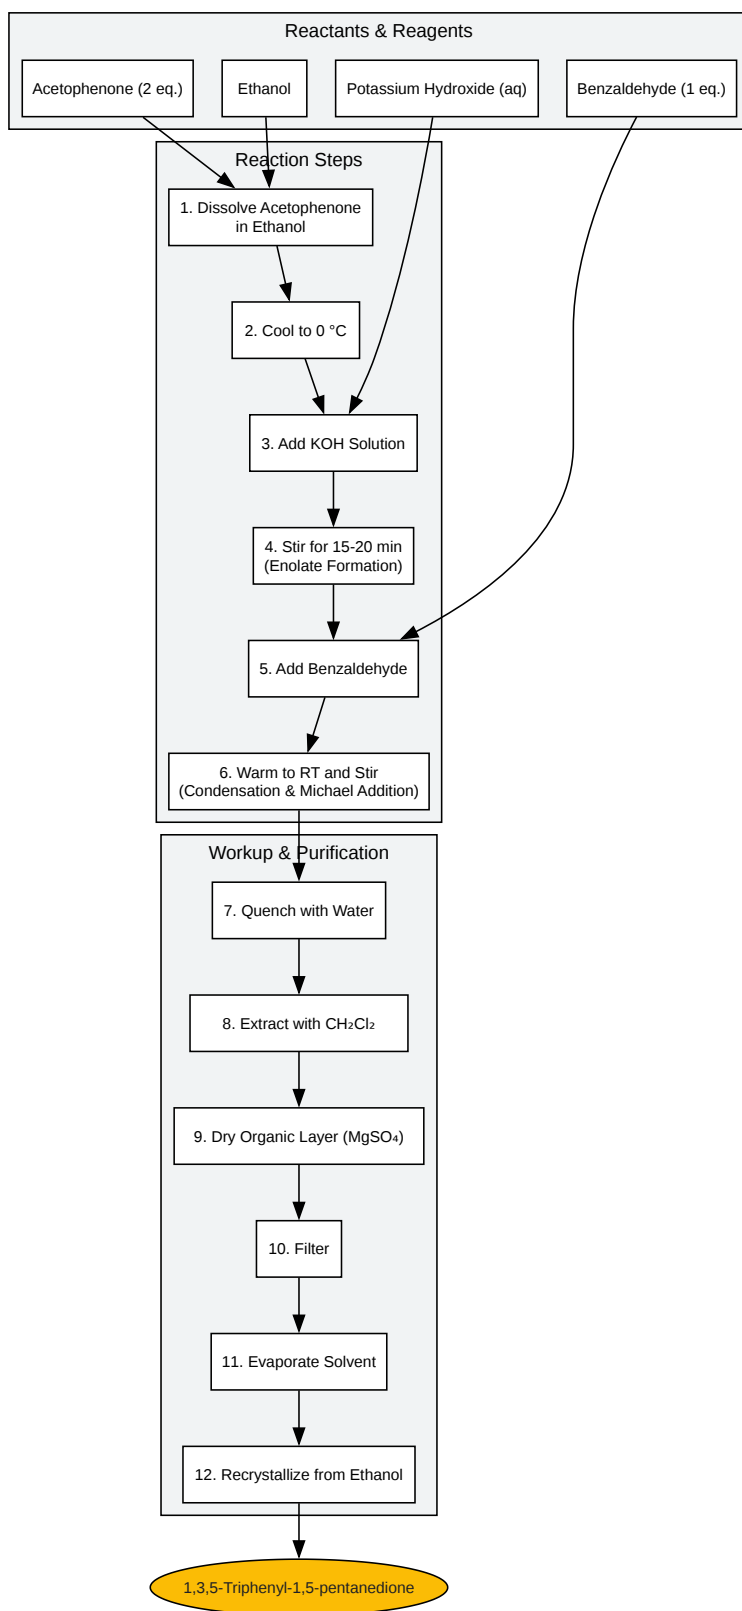 Reactants & Reagents
Acetophenone (2 eq.)
Ethanol
Potassium Hydroxide (aq)
Benzaldehyde (1 eq.)
Reaction Steps
1. Dissolve Acetophenone
in Ethanol
2. Cool to 0 °C
3. Add KOH Solution
4. Stir for 15-20 min
(Enolate Formation)
5. Add Benzaldehyde
6. Warm to RT and Stir
(Condensation & Michael Addition)
Workup & Purification
7. Quench with Water
8. Extract with CH₂Cl₂
9. Dry Organic Layer (MgSO₄)
10. Filter
11. Evaporate Solvent
12. Recrystallize from Ethanol
1,3,5-Triphenyl-1,5-pentanedione